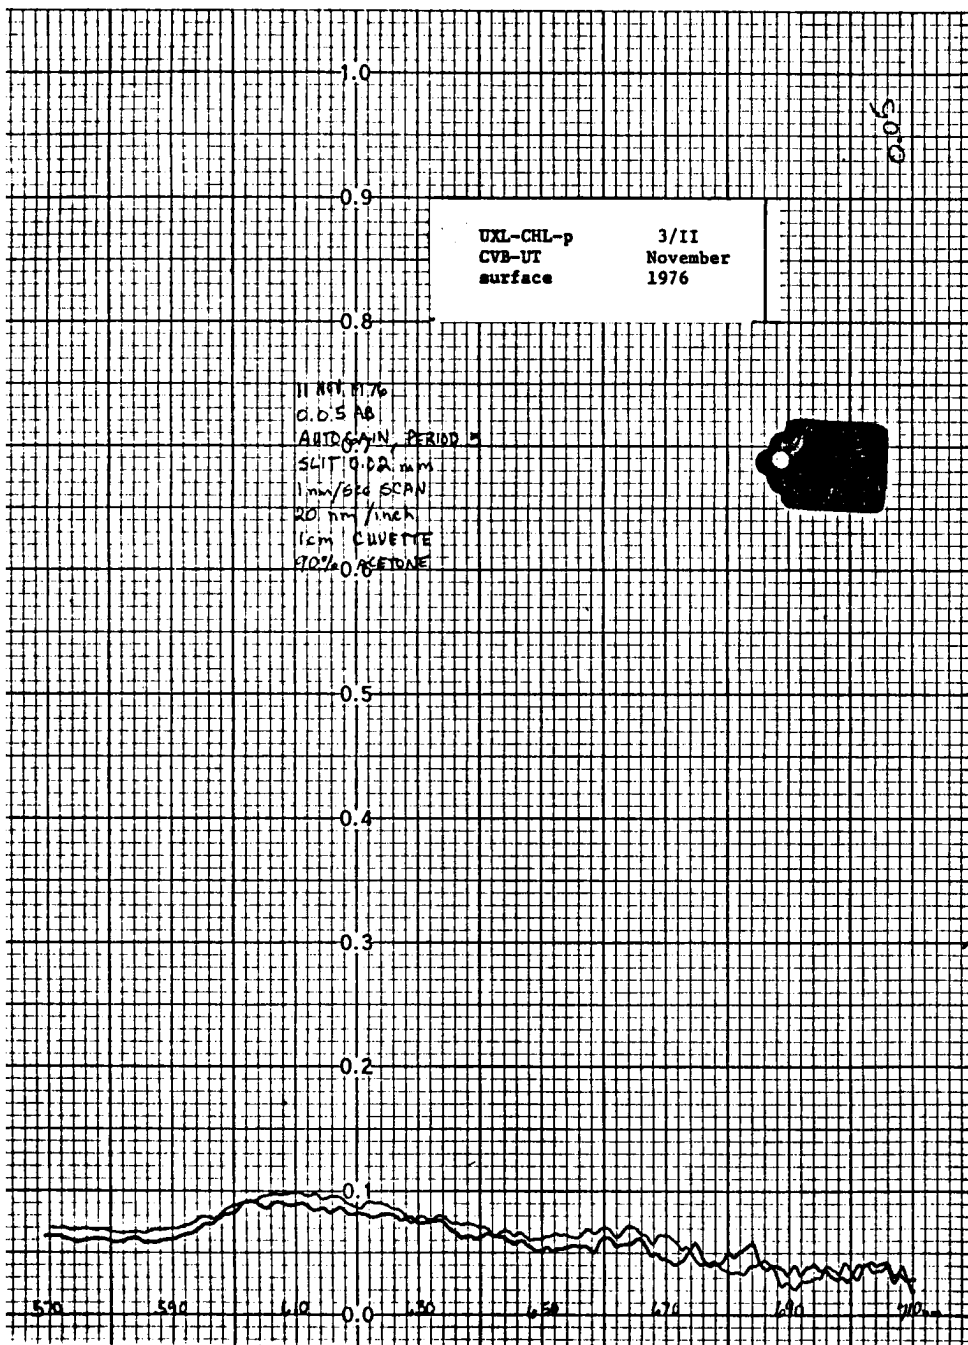 1.0
0.05
0.9
UXL-CHL-p 3/II
CVB-UT November
surface 1976
0.8
11 NOV 1976
0.05 AB
AUTOGAIN, PERIOD
SLIT 0.02 mm
1 nm/sec SCAN
20 nm/inch
1cm CUVETTE
90% ACETONE
0.6
0.5
0.4
0.3
0.2
0.1
570 590 610 630 650 670 690 710nm
0.0